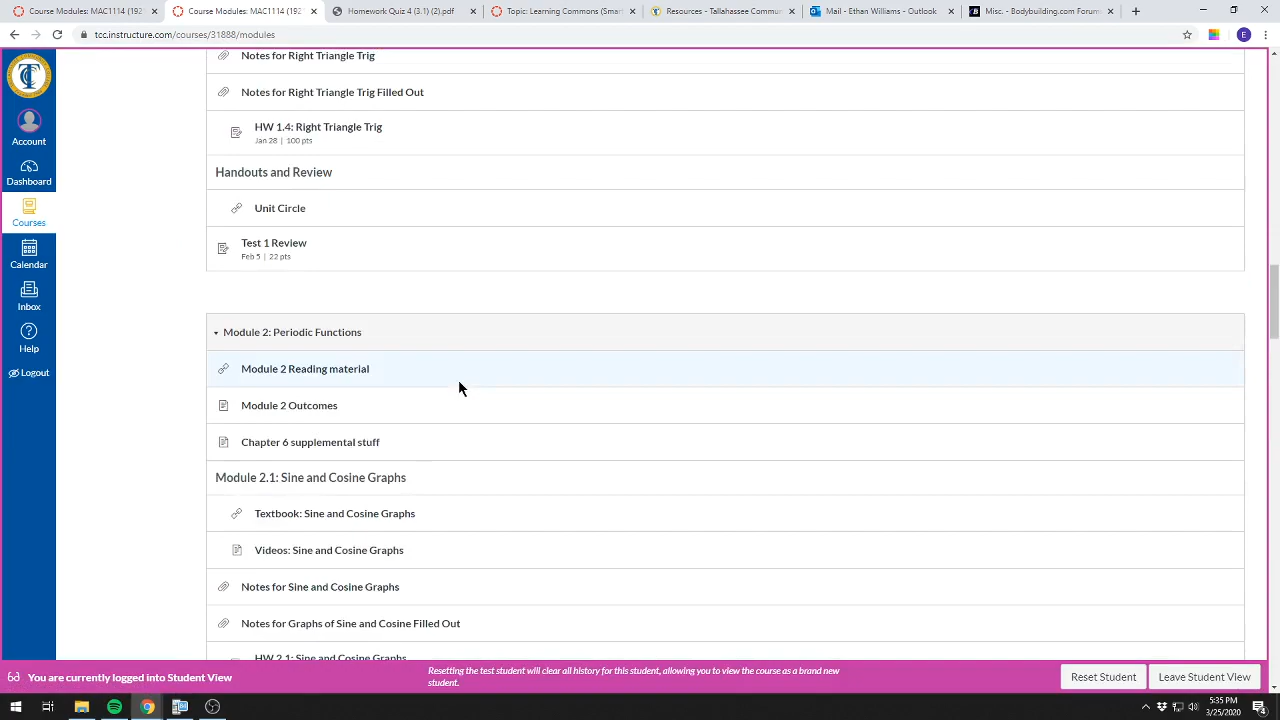 Course Modules: MAC1114 (192
Course Modules: MAC1114 (192
Homework Quiz 4 (3.1) (2).pdf
Topic: Learning Commons (Smart
Resources - Tallahassee Commun
Mail - Ethan Williams - Outlook
Misc. - Bodybuilding.com Forum
tcc.instructure.com/courses/31888/modules
E
Account
Dashboard
Courses
Calendar
Inbox
Help
Logout
Notes for Right Triangle Trig
Notes for Right Triangle Trig Filled Out
HW 1.4: Right Triangle Trig
Jan 28 | 100 pts
Handouts and Review
Unit Circle
Test 1 Review
Feb 5 | 22 pts
Module 2: Periodic Functions
Module 2 Reading material
Module 2 Outcomes
Chapter 6 supplemental stuff
Module 2.1: Sine and Cosine Graphs
Textbook: Sine and Cosine Graphs
Videos: Sine and Cosine Graphs
Notes for Sine and Cosine Graphs
Notes for Graphs of Sine and Cosine Filled Out
HW 2.1: Sine and Cosine Graphs
You are currently logged into Student View
Resetting the test student will clear all history for this student, allowing you to view the course as a brand new
student.
Reset Student
Leave Student View
5:35 PM
3/25/2020